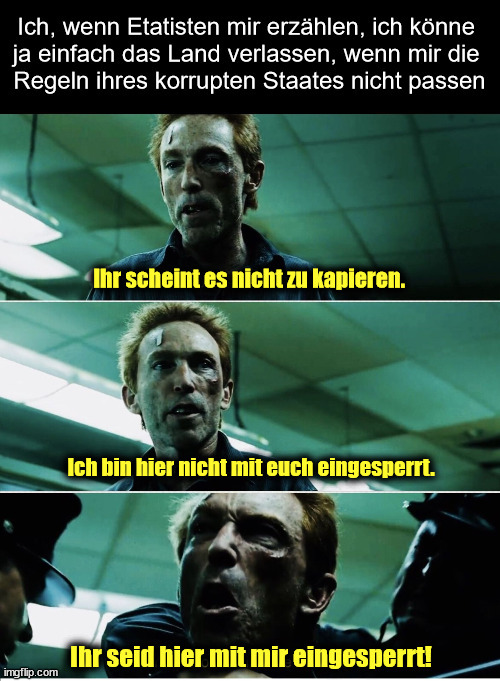 Ich, wenn Etatisten mir erzählen, ich könne
ja einfach das Land verlassen, wenn mir die
Regeln ihres korrupten Staates nicht passen
Ihr scheint es nicht zu kapieren.
Ich bin hier nicht mit euch eingesperrt.
Ihr seid hier mit mir eingesperrt!
imgflip.com